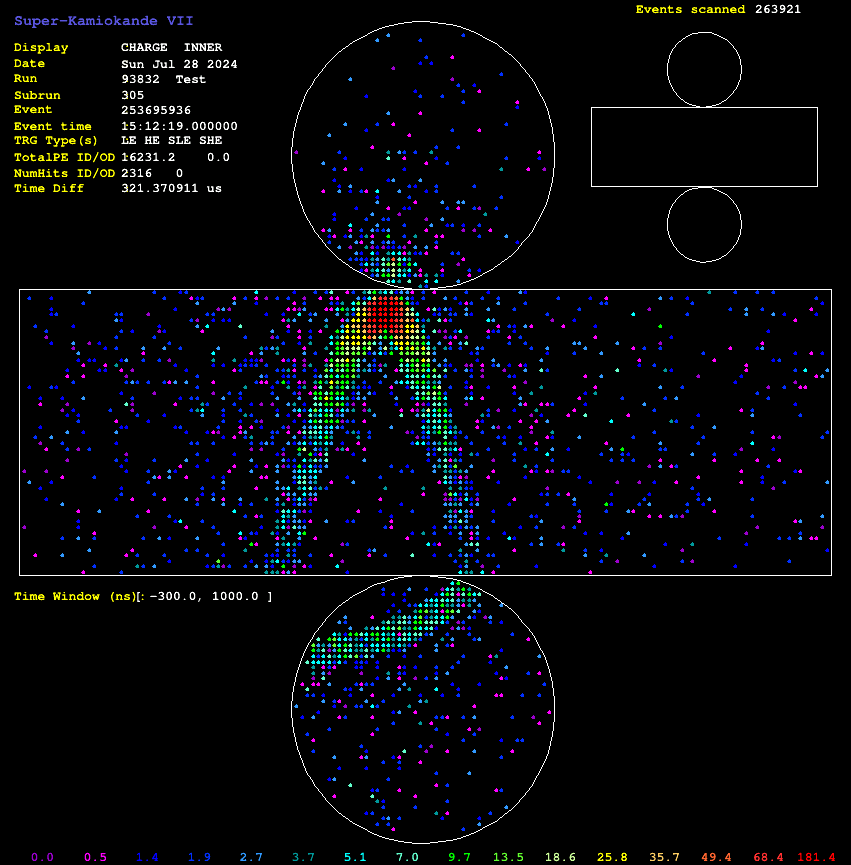 Super-Kamiokande VII
Events scanned 263921
Display CHARGE INNER
Date Sun Jul 28 2024
Run 93832 Test
Subrun 305
Event 253695936
Event time 15:12:19.000000
TRG Type(s) LE HE SLE SHE
TotalPE ID/OD 16231.2 0.0
NumHits ID/OD 2316 0
Time Diff 321.370911 us
Time Window (ns)[: -300.0, 1000.0 ]
0.0 0.5 1.4 1.9 2.7 3.7 5.1 7.0 9.7 13.5 18.6 25.8 35.7 49.4 68.4 181.4